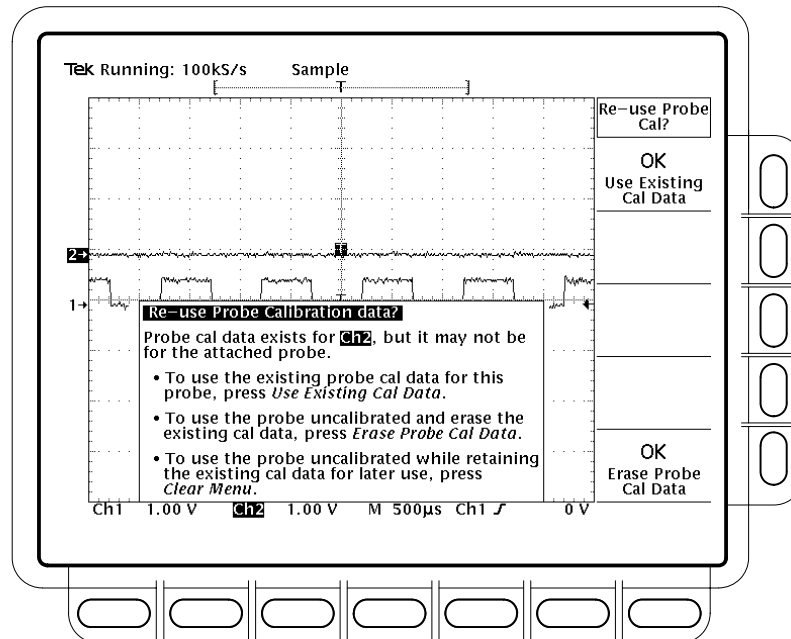 Tek Running: 100kS/s Sample
T
Re-use Probe
Cal?
OK
Use Existing
Cal Data
2→
T
1→
Re-use Probe Calibration data?
Probe cal data exists for Ch2, but it may not be
for the attached probe.
• To use the existing probe cal data for this
probe, press Use Existing Cal Data.
• To use the probe uncalibrated and erase the
existing cal data, press Erase Probe Cal Data.
• To use the probe uncalibrated while retaining
the existing cal data for later use, press
Clear Menu.
OK
Erase Probe
Cal Data
Ch1 1.00 V Ch2 1.00 V M 500µs Ch1 ƒ 0 V